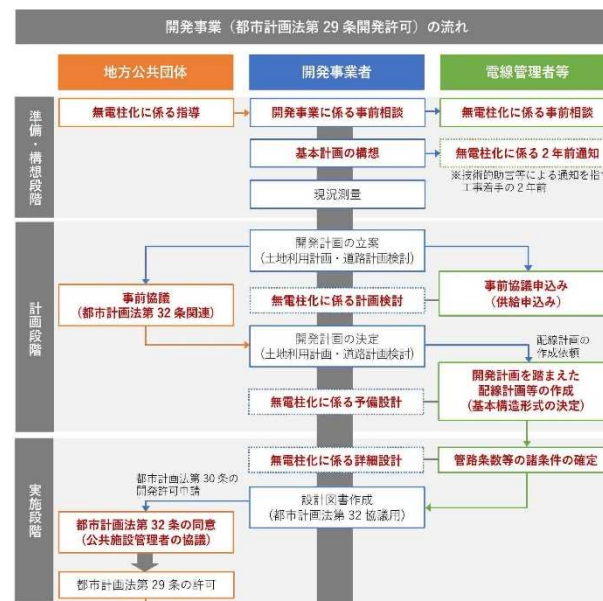 開発事業（都市計画法第 29 条開発許可）の流れ
地方公共団体
開発事業者
電線管理者等
準備・構想段階
無電柱化に係る指導
開発事業に係る事前相談
無電柱化に係る事前相談
基本計画の構想
無電柱化に係る 2 年前通知
※技術的助言等による通知を指す
工事着手の 2 年前
現況測量
計画段階
開発計画の立案
(土地利用計画・道路計画検討)
事前協議
(都市計画法第 32 条関連)
無電柱化に係る計画検討
事前協議申込み
(供給申込み)
開発計画の決定
(土地利用計画・道路計画検討)
配線計画の
作成依頼
開発計画を踏まえた
配線計画等の作成
(基本構造形式の決定)
無電柱化に係る予備設計
実施段階
無電柱化に係る詳細設計
管路条数等の諸条件の確定
都市計画法第 30 条の
開発許可申請
設計図書作成
(都市計画法第 32 協議用)
都市計画法第 32 条の同意
(公共施設管理者の協議)
都市計画法第 29 条の許可